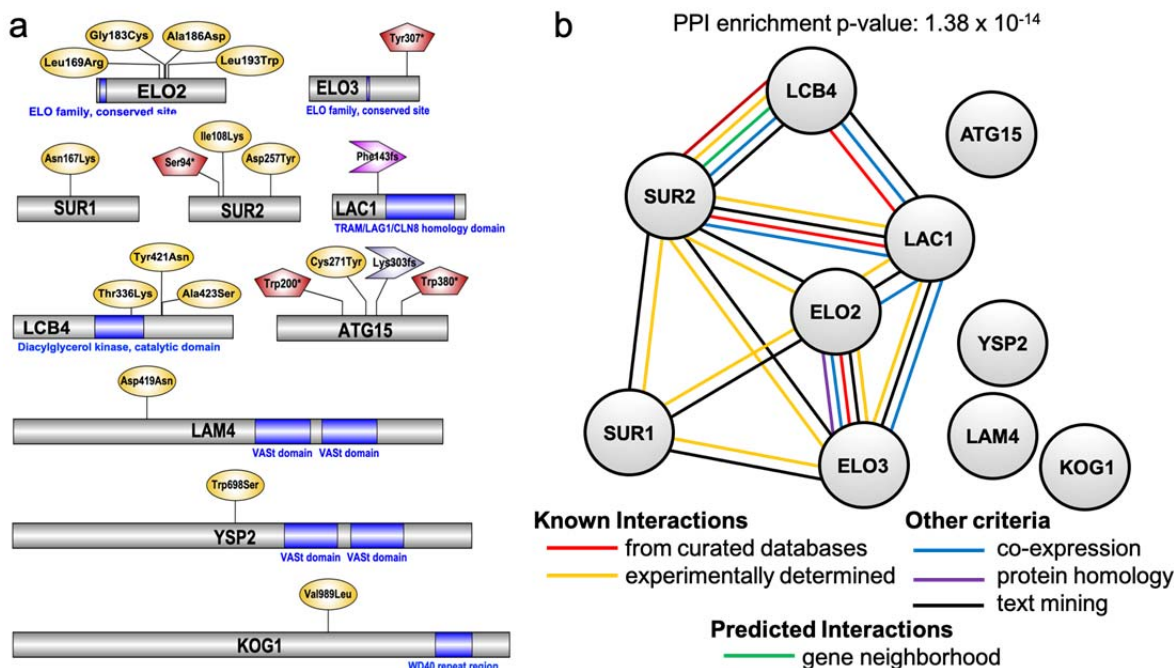 a
Gly183Cys
Ala186Asp
Leu169Arg
Leu193Trp
ELO2
ELO family, conserved site
Tyr307*
ELO3
ELO family, conserved site
Asn167Lys
SUR1
Ile108Lys
Ser94*
Asp257Tyr
SUR2
Phe143fs
LAC1
TRAM/LAG1/CLN8 homology domain
Tyr421Asn
Thr336Lys
Ala423Ser
LCB4
Diacylglycerol kinase, catalytic domain
Cys271Tyr
Lys303fs
Trp200*
Trp380*
ATG15
Asp419Asn
LAM4
VASt domain
VASt domain
Trp698Ser
YSP2
VASt domain
VASt domain
Val989Leu
KOG1
WD40 repeat region
b
PPI enrichment p-value: 1.38 x 10⁻¹⁴
LCB4
ATG15
SUR2
LAC1
ELO2
YSP2
SUR1
ELO3
LAM4
KOG1
Known Interactions
from curated databases
experimentally determined
Other criteria
co-expression
protein homology
text mining
Predicted Interactions
gene neighborhood